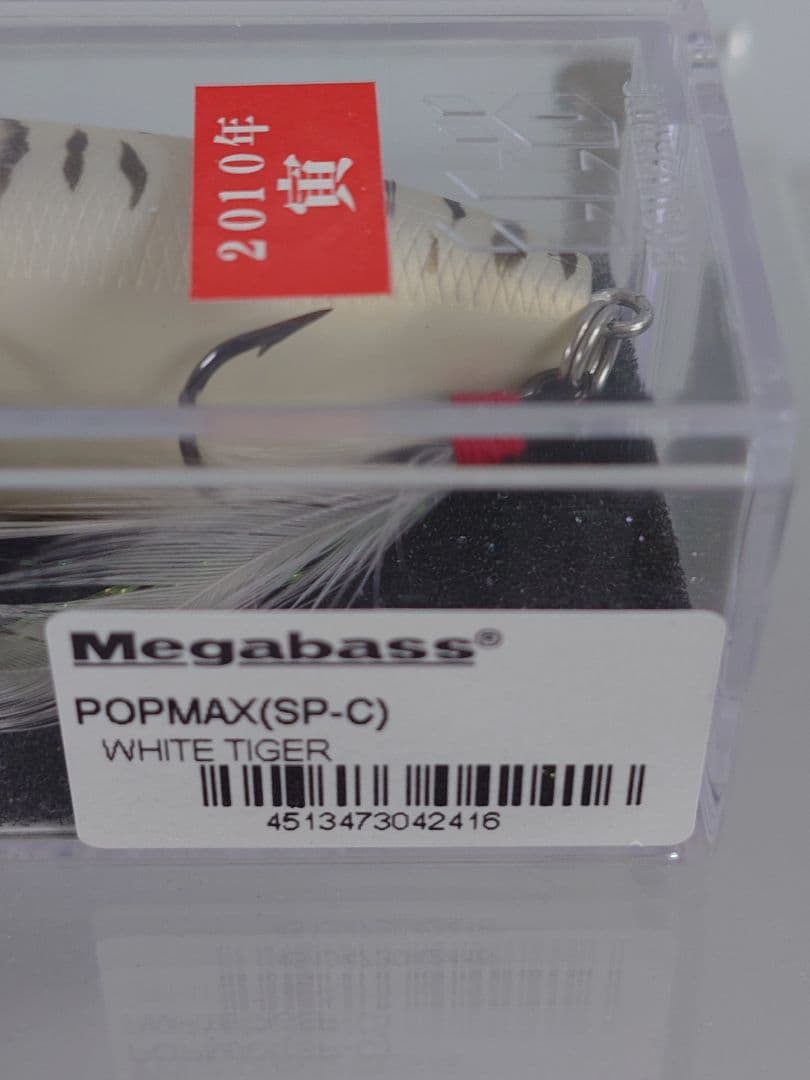 2010年
寅
Megabass®
POPMAX(SP-C)
WHITE TIGER
4513473042416